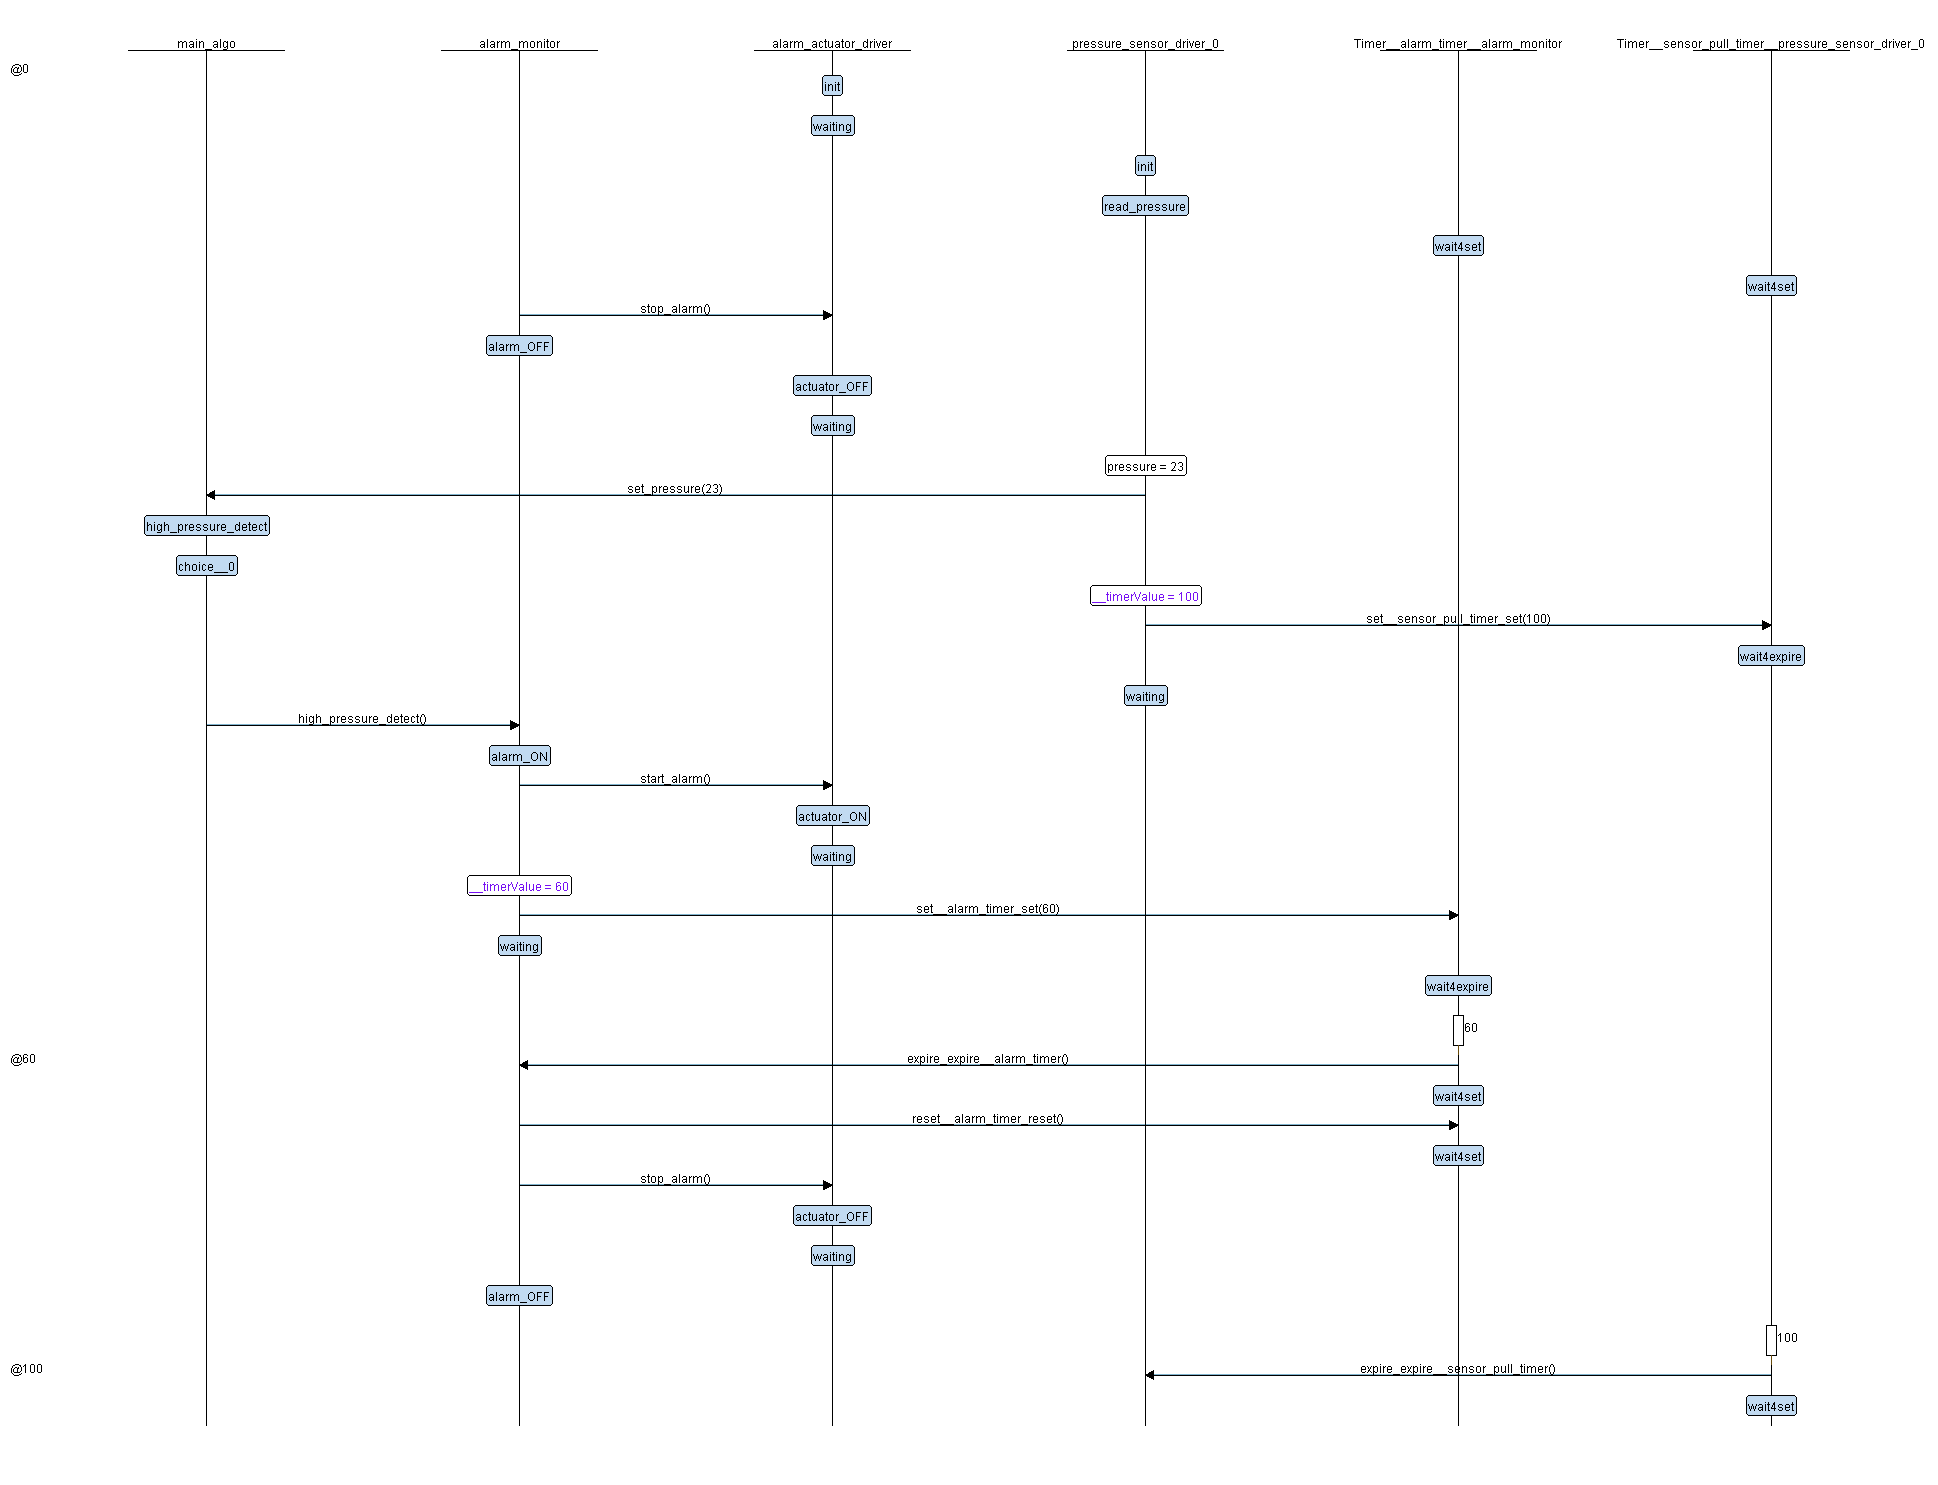 main_algo
alarm_monitor
alarm_actuator_driver
pressure_sensor_driver_0
Timer__alarm_timer__alarm_monitor
Timer__sensor_pull_timer__pressure_sensor_driver_0
@0
init
waiting
init
read_pressure
wait4set
wait4set
stop_alarm()
alarm_OFF
actuator_OFF
waiting
pressure = 23
set_pressure(23)
high_pressure_detect
choice__0
__timerValue = 100
set__sensor_pull_timer_set(100)
wait4expire
waiting
high_pressure_detect()
alarm_ON
start_alarm()
actuator_ON
waiting
__timerValue = 60
set__alarm_timer_set(60)
waiting
wait4expire
60
@60
expire_expire__alarm_timer()
wait4set
reset__alarm_timer_reset()
wait4set
stop_alarm()
actuator_OFF
waiting
alarm_OFF
100
@100
expire_expire__sensor_pull_timer()
wait4set